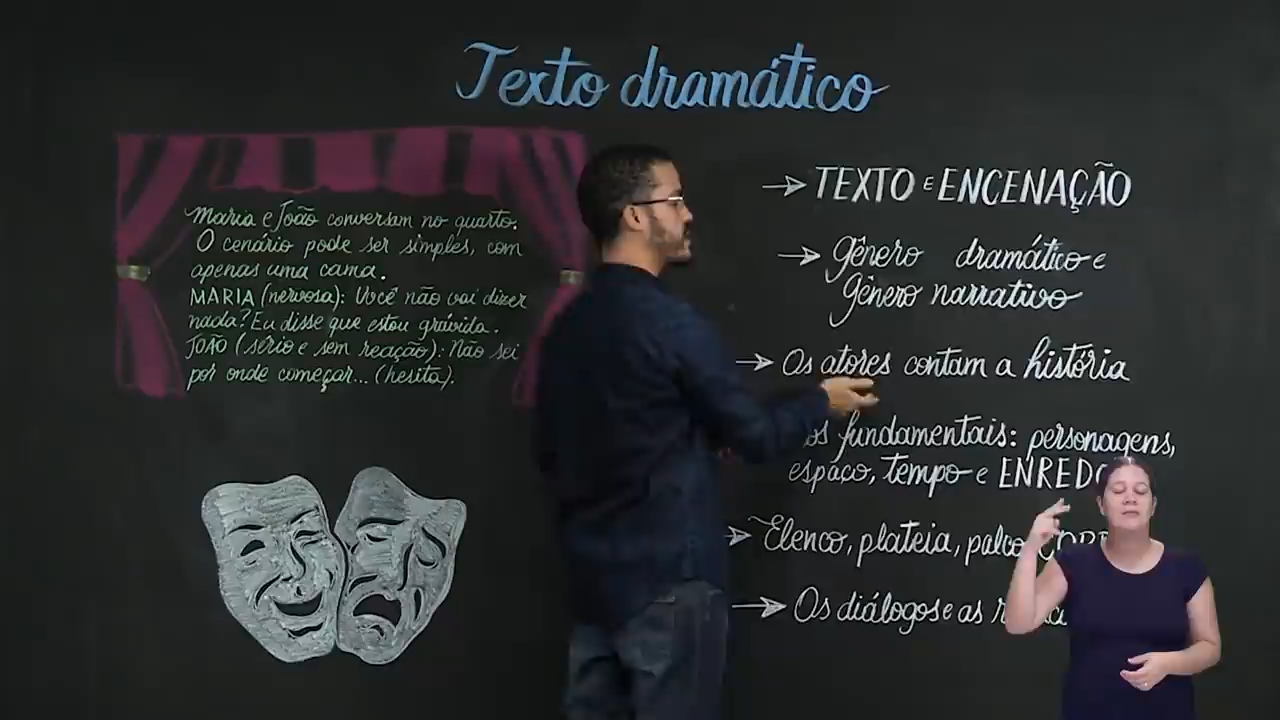 Texto dramático
Maria e João conversam no quarto.
O cenário pode ser simples, com
apenas uma cama.
MARIA (nervosa): Você não vai dizer
nada? Eu disse que estou grávida.
JOÃO (sério e sem reação): Não sei
por onde começar... (hesita).
→ TEXTO E ENCENAÇÃO
→ Gênero dramático e
Gênero narrativo
→ Os atores contam a história
fundamentais: personagens,
espaço, tempo e ENREDO
→ Elenco, plateia, palco,
→ Os diálogos e as